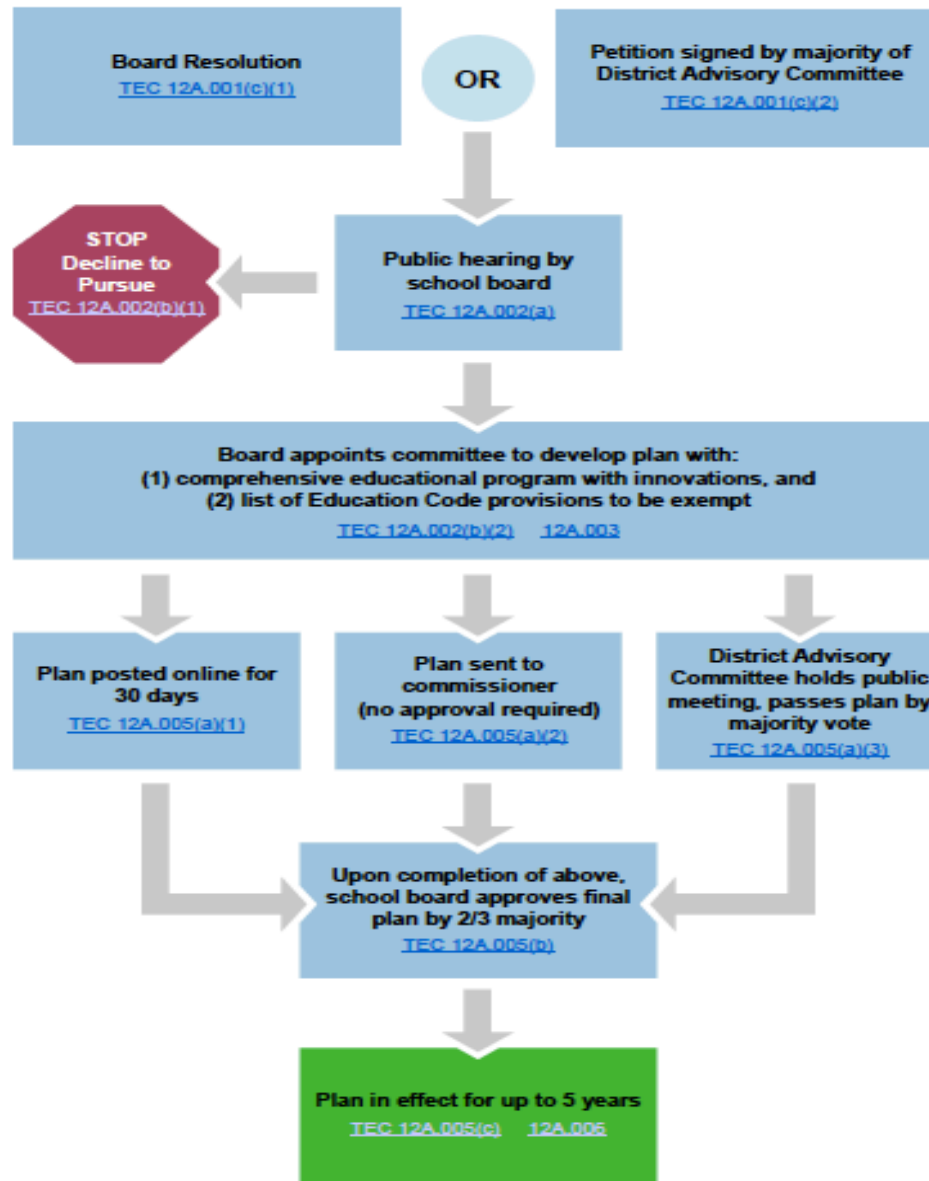 Board Resolution
TEC 12A.001(c)(1)
OR
Petition signed by majority of
District Advisory Committee
TEC 12A.001(c)(2)
STOP
Decline to
Pursue
TEC 12A.002(b)(1)
Public hearing by
school board
TEC 12A.002(a)
Board appoints committee to develop plan with:
(1) comprehensive educational program with innovations, and
(2) list of Education Code provisions to be exempt
TEC 12A.002(b)(2) 12A.003
Plan posted online for
30 days
TEC 12A.005(a)(1)
Plan sent to
commissioner
(no approval required)
TEC 12A.005(a)(2)
District Advisory
Committee holds public
meeting, passes plan by
majority vote
TEC 12A.005(a)(3)
Upon completion of above,
school board approves final
plan by 2/3 majority
TEC 12A.005(b)
Plan in effect for up to 5 years
TEC 12A.005(c) 12A.006